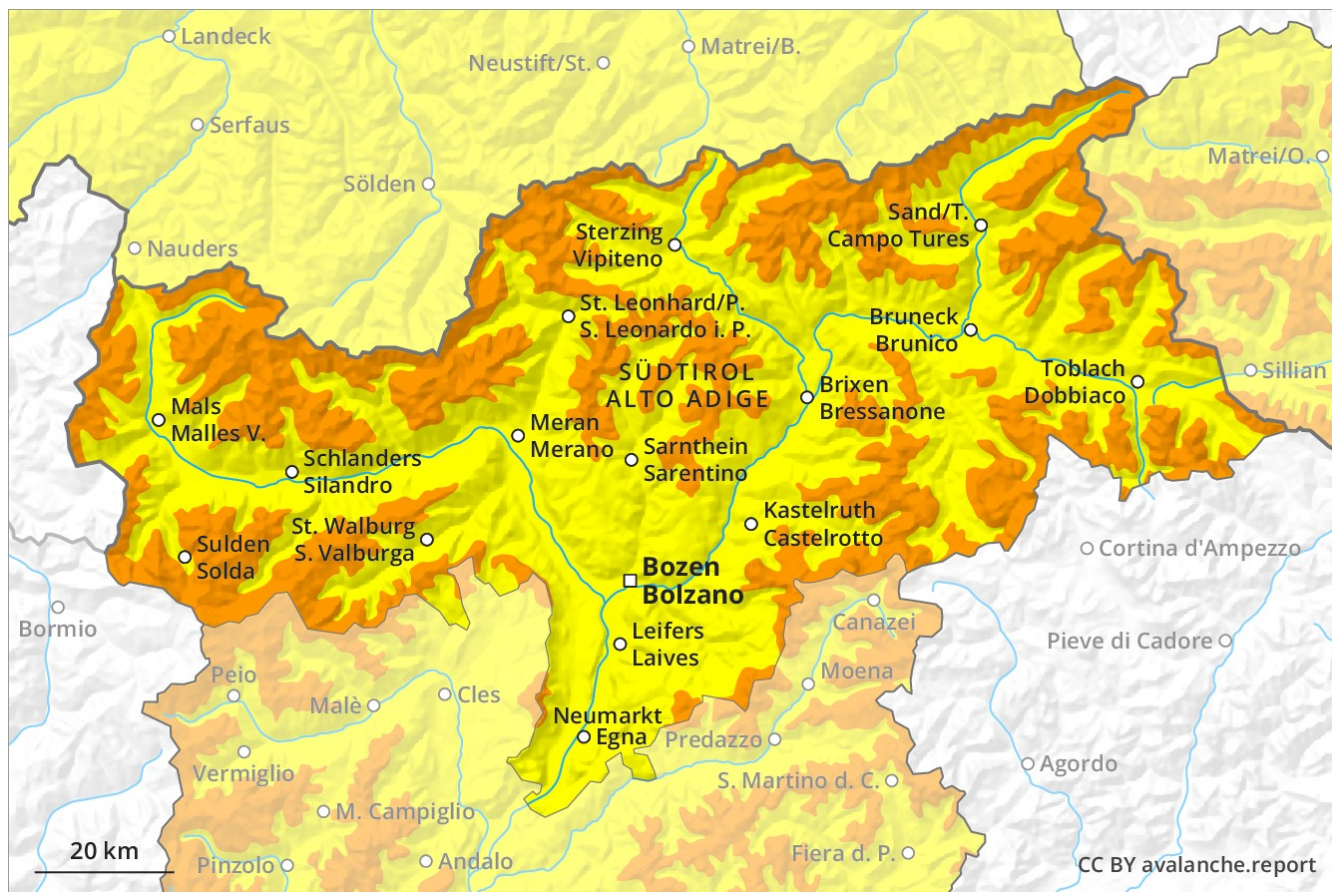 Landeck
Matrei/B.
Neustift/St.
Serfaus
Matrei/O.
Sölden
Nauders
Sand/T.
Campo Tures
Sterzing
Vipiteno
St. Leonhard/P.
S. Leonardo i. P.
Bruneck
Brunico
SÜDTIROL
ALTO ADIGE
Toblach
Dobbiaco
Sillian
Brixen
Bressanone
Mals
Malles V.
Meran
Merano
Sarnthein
Sarentino
Schlanders
Silandro
St. Walburg
S. Valburga
Kastelruth
Castelrotto
Sulden
Solda
Cortina d'Ampezzo
Bozen
Bolzano
Bormio
Canazei
Pieve di Cadore
Leifers
Laives
Moena
Peio
Malè
Cles
Neumarkt
Egna
Predazzo
Vermiglio
Agordo
S. Martino d. C.
M. Campiglio
20 km
Pinzolo
Andalo
Fiera d. P.
CC BY avalanche.report